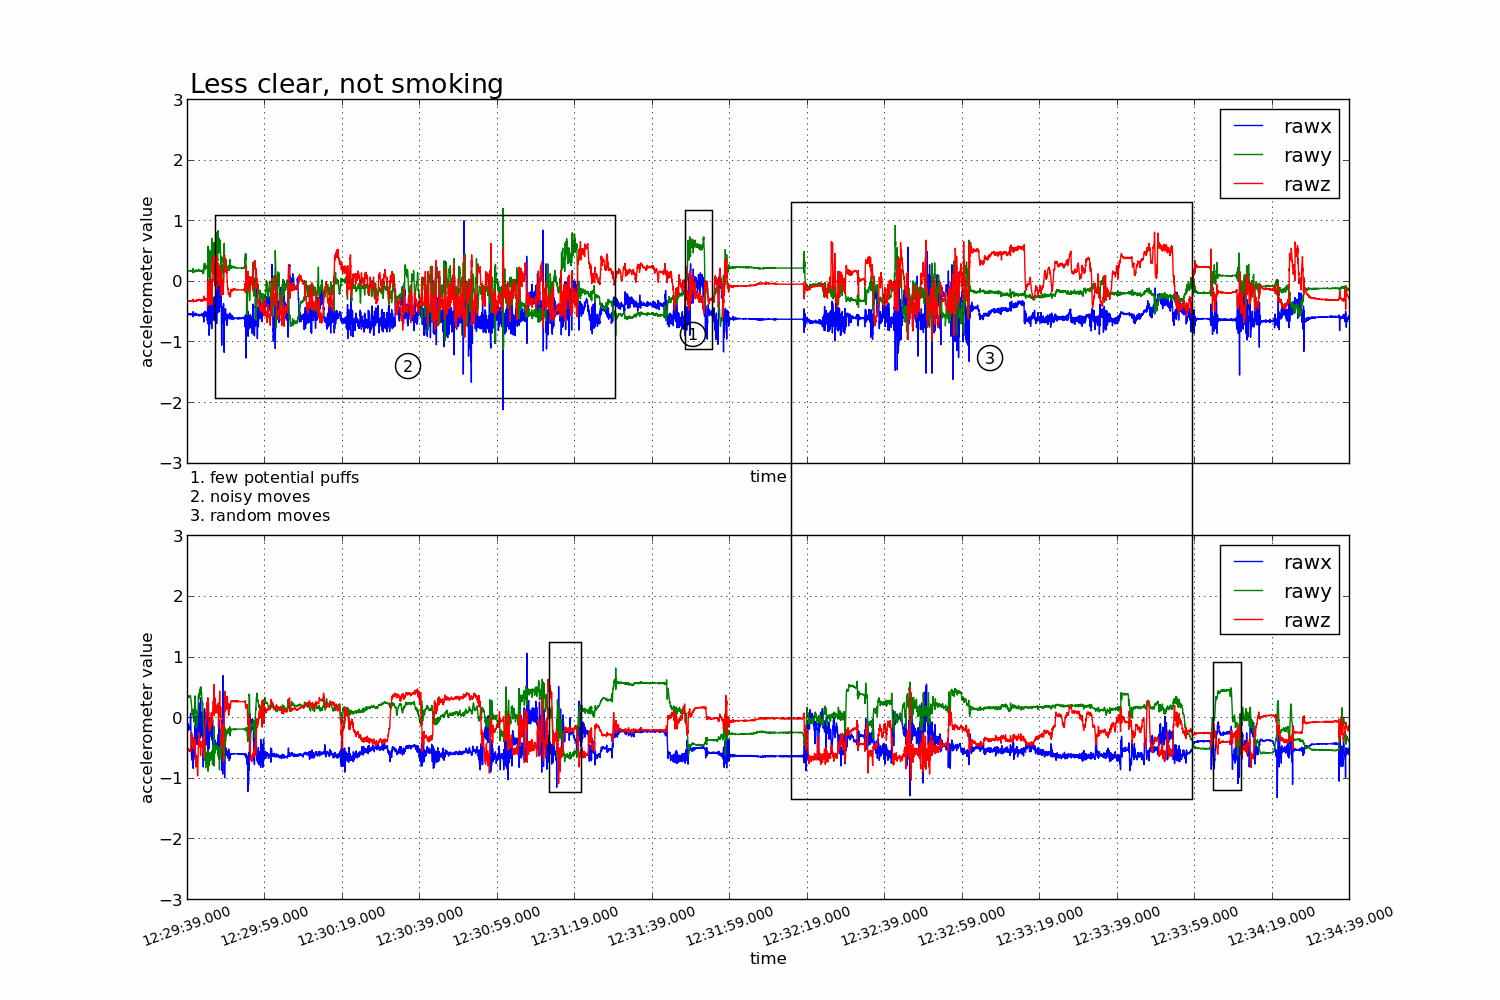 Less clear, not smoking
3
2
1
0
−1
−2
−3
accelerometer value
rawx
rawy
rawz
2
1
3
time
1. few potential puffs
2. noisy moves
3. random moves
3
2
1
0
−1
−2
−3
accelerometer value
rawx
rawy
rawz
12:29:39.000
12:29:59.000
12:30:19.000
12:30:39.000
12:30:59.000
12:31:19.000
12:31:39.000
12:31:59.000
12:32:19.000
12:32:39.000
12:32:59.000
12:33:19.000
12:33:39.000
12:33:59.000
12:34:19.000
12:34:39.000
time